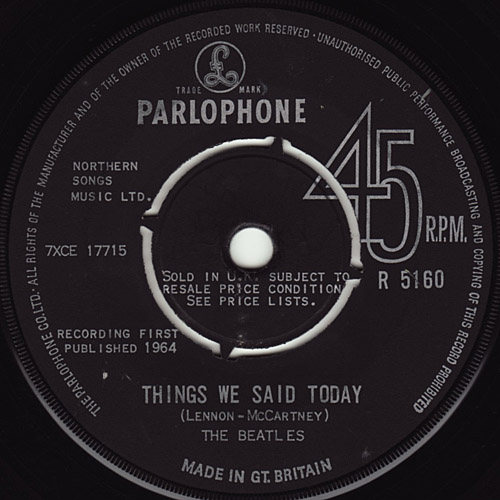 THE PARLOPHONE CO.LTD. · ALL RIGHTS OF THE MANUFACTURER AND OF THE OWNER OF THE RECORDED WORK RESERVED · UNAUTHORISED PUBLIC PERFORMANCE BROADCASTING AND COPYING OF THIS RECORD PROHIBITED
£
TRADE MARK
PARLOPHONE
45
R.P.M.
NORTHERN
SONGS
MUSIC LTD.
7XCE 17715
R 5160
SOLD IN U.K. SUBJECT TO
RESALE PRICE CONDITION
SEE PRICE LISTS.
RECORDING FIRST
PUBLISHED 1964
THINGS WE SAID TODAY
(LENNON-McCARTNEY)
THE BEATLES
MADE IN GT. BRITAIN